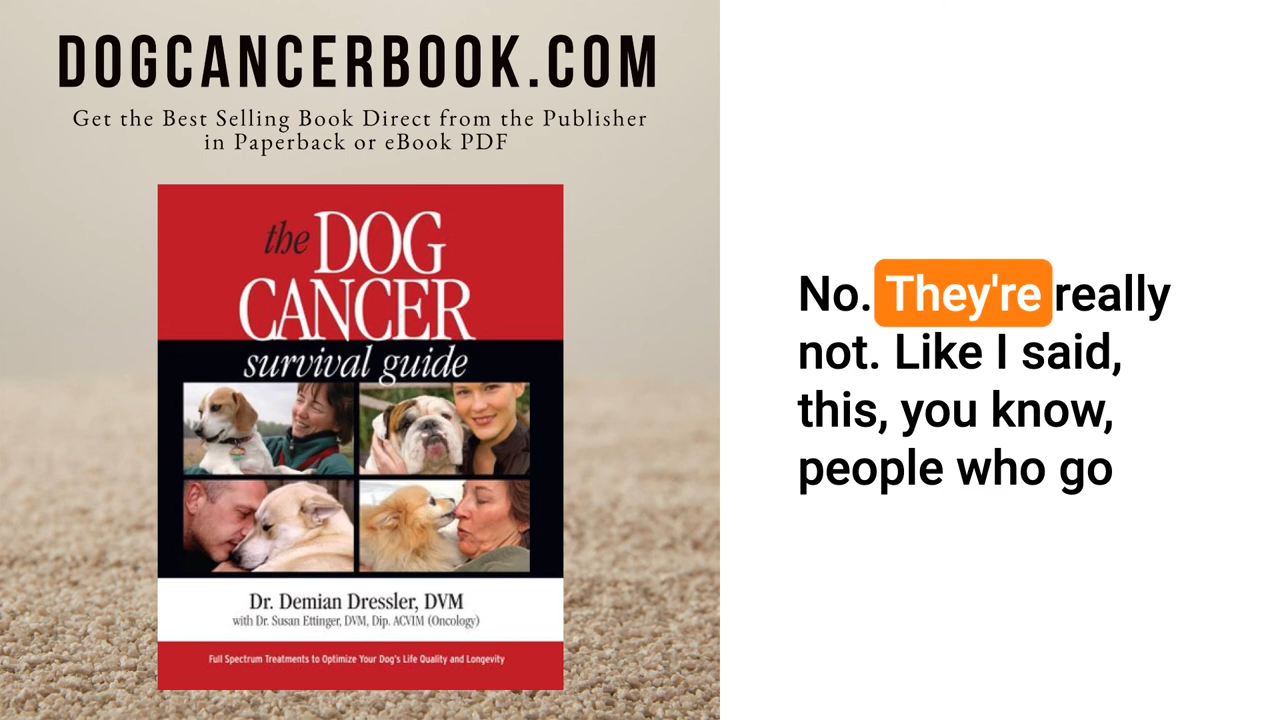 DOGCANCERBOOK.COM
Get the Best Selling Book Direct from the Publisher
in Paperback or eBook PDF
the DOG
CANCER
survival guide
Dr. Demian Dressler, DVM
with Dr. Susan Ettinger, DVM, Dip. ACVIM (Oncology)
Full Spectrum Treatments to Optimize Your Dog's Life Quality and Longevity
No. They're really
not. Like I said,
this, you know,
people who go